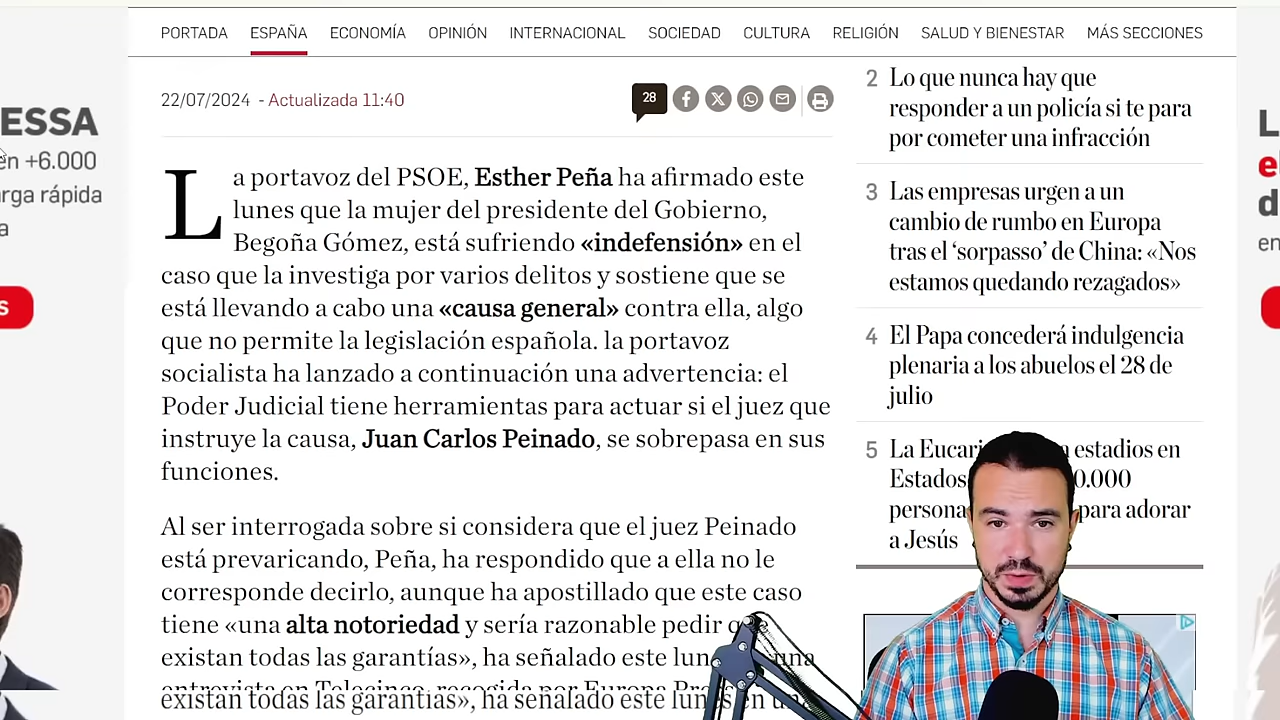 PORTADA ESPAÑA ECONOMÍA OPINIÓN INTERNACIONAL SOCIEDAD CULTURA RELIGIÓN SALUD Y BIENESTAR MÁS SECCIONES
22/07/2024 - Actualizada 11:40
28
La portavoz del PSOE, Esther Peña ha afirmado este
lunes que la mujer del presidente del Gobierno,
Begoña Gómez, está sufriendo «indefensión» en el
caso que la investiga por varios delitos y sostiene que se
está llevando a cabo una «causa general» contra ella, algo
que no permite la legislación española. la portavoz
socialista ha lanzado a continuación una advertencia: el
Poder Judicial tiene herramientas para actuar si el juez que
instruye la causa, Juan Carlos Peinado, se sobrepasa en sus
funciones.
Al ser interrogada sobre si considera que el juez Peinado
está prevaricando, Peña, ha respondido que a ella no le
corresponde decirlo, aunque ha apostillado que este caso
tiene «una alta notoriedad y sería razonable pedir que
existan todas las garantías», ha señalado este lunes en una
entrevista en Telecinco, recogida por Europa
existan todas las garantías», ha señalado este lunes en una
2 Lo que nunca hay que
responder a un policía si te para
por cometer una infracción
3 Las empresas urgen a un
cambio de rumbo en Europa
tras el ‘sorpasso’ de China: «Nos
estamos quedando rezagados»
4 El Papa concederá indulgencia
plenaria a los abuelos el 28 de
julio
5 La estadios en
Estados
para adorar
a Jesús
ESSA
en +6.000
arga rápida
a
S
L
el
d
en